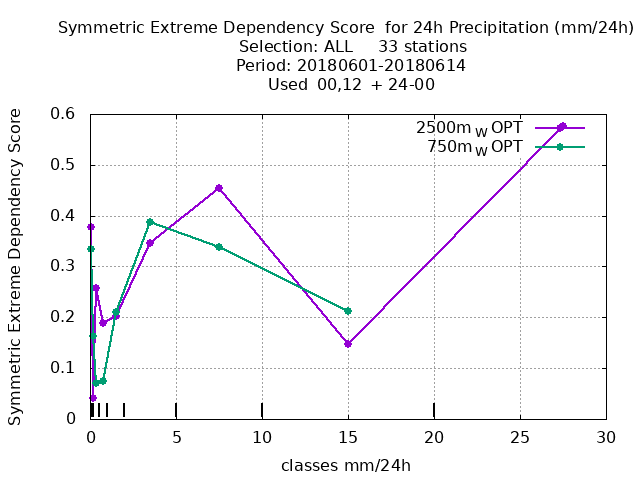 Symmetric Extreme Dependency Score  for 24h Precipitation (mm/24h)
Selection: ALL     33 stations
Period: 20180601-20180614
Used  00,12  + 24-00
Symmetric Extreme Dependency Score
0.6
0.5
0.4
0.3
0.2
0.1
0
2500m W OPT
750m W OPT
0 5 10 15 20 25 30
classes mm/24h